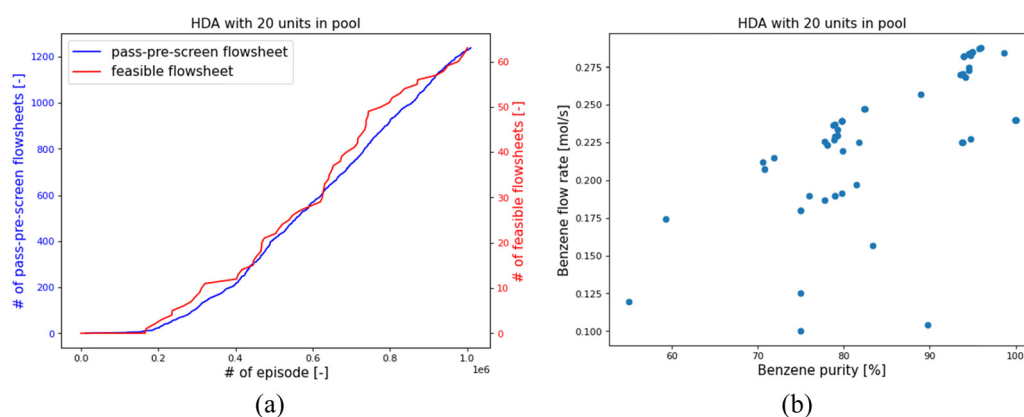 HDA with 20 units in pool
pass-pre-screen flowsheet
feasible flowsheet
# of pass-pre-screen flowsheets [-]
1200
1000
800
600
400
200
0
60
50
40
30
20
10
0
# of feasible flowsheets [-]
0.0 0.2 0.4 0.6 0.8 1.0
1e6
# of episode [-]
(a)
HDA with 20 units in pool
Benzene flow rate [mol/s]
0.275
0.250
0.225
0.200
0.175
0.150
0.125
0.100
60 70 80 90 100
Benzene purity [%]
(b)